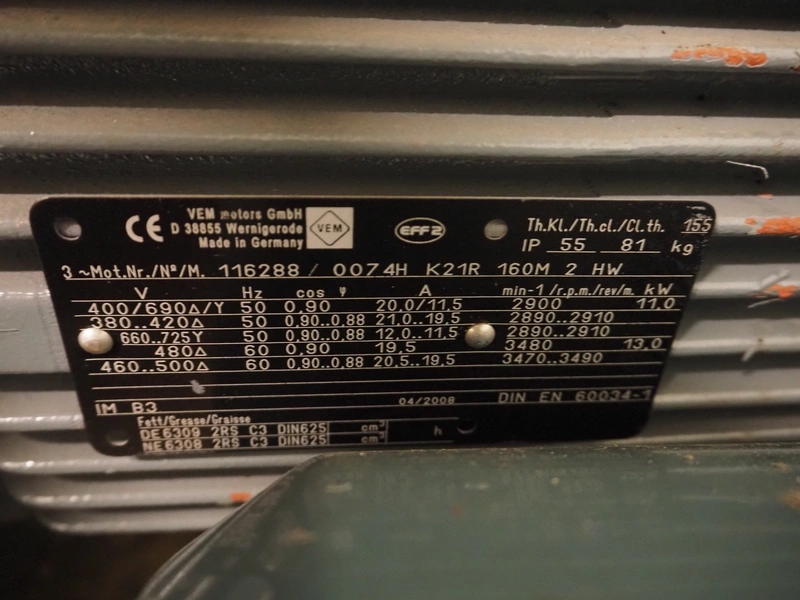 CE VEM motors GmbH
D 38855 Wernigerode
Made in Germany
VEM
EFF2
Th.Kl./Th.cl./Cl.th. 155
IP 55 81 kg
3~Mot.Nr./Nº/M. 116288/0074H K21R 160M 2 HW
V Hz cos φ A min-1/r.p.m./rev/m. kW
400/690Δ/Y 50 0,90 20,0/11,5 2900 11,0
380..420Δ 50 0,90..0,88 21,0..19,5 2890..2910
660..725Y 50 0,90..0,88 12,0..11,5 2890..2910
480Δ 60 0,90 19,5 3480 13,0
460..500Δ 60 0,90..0,88 20,5..19,5 3470..3490
IM B3 04/2008 DIN EN 60034-1
Fett/Grease/Graisse
DE 6309 2RS C3 DIN625 cm³ h
NE 6308 2RS C3 DIN625 cm³